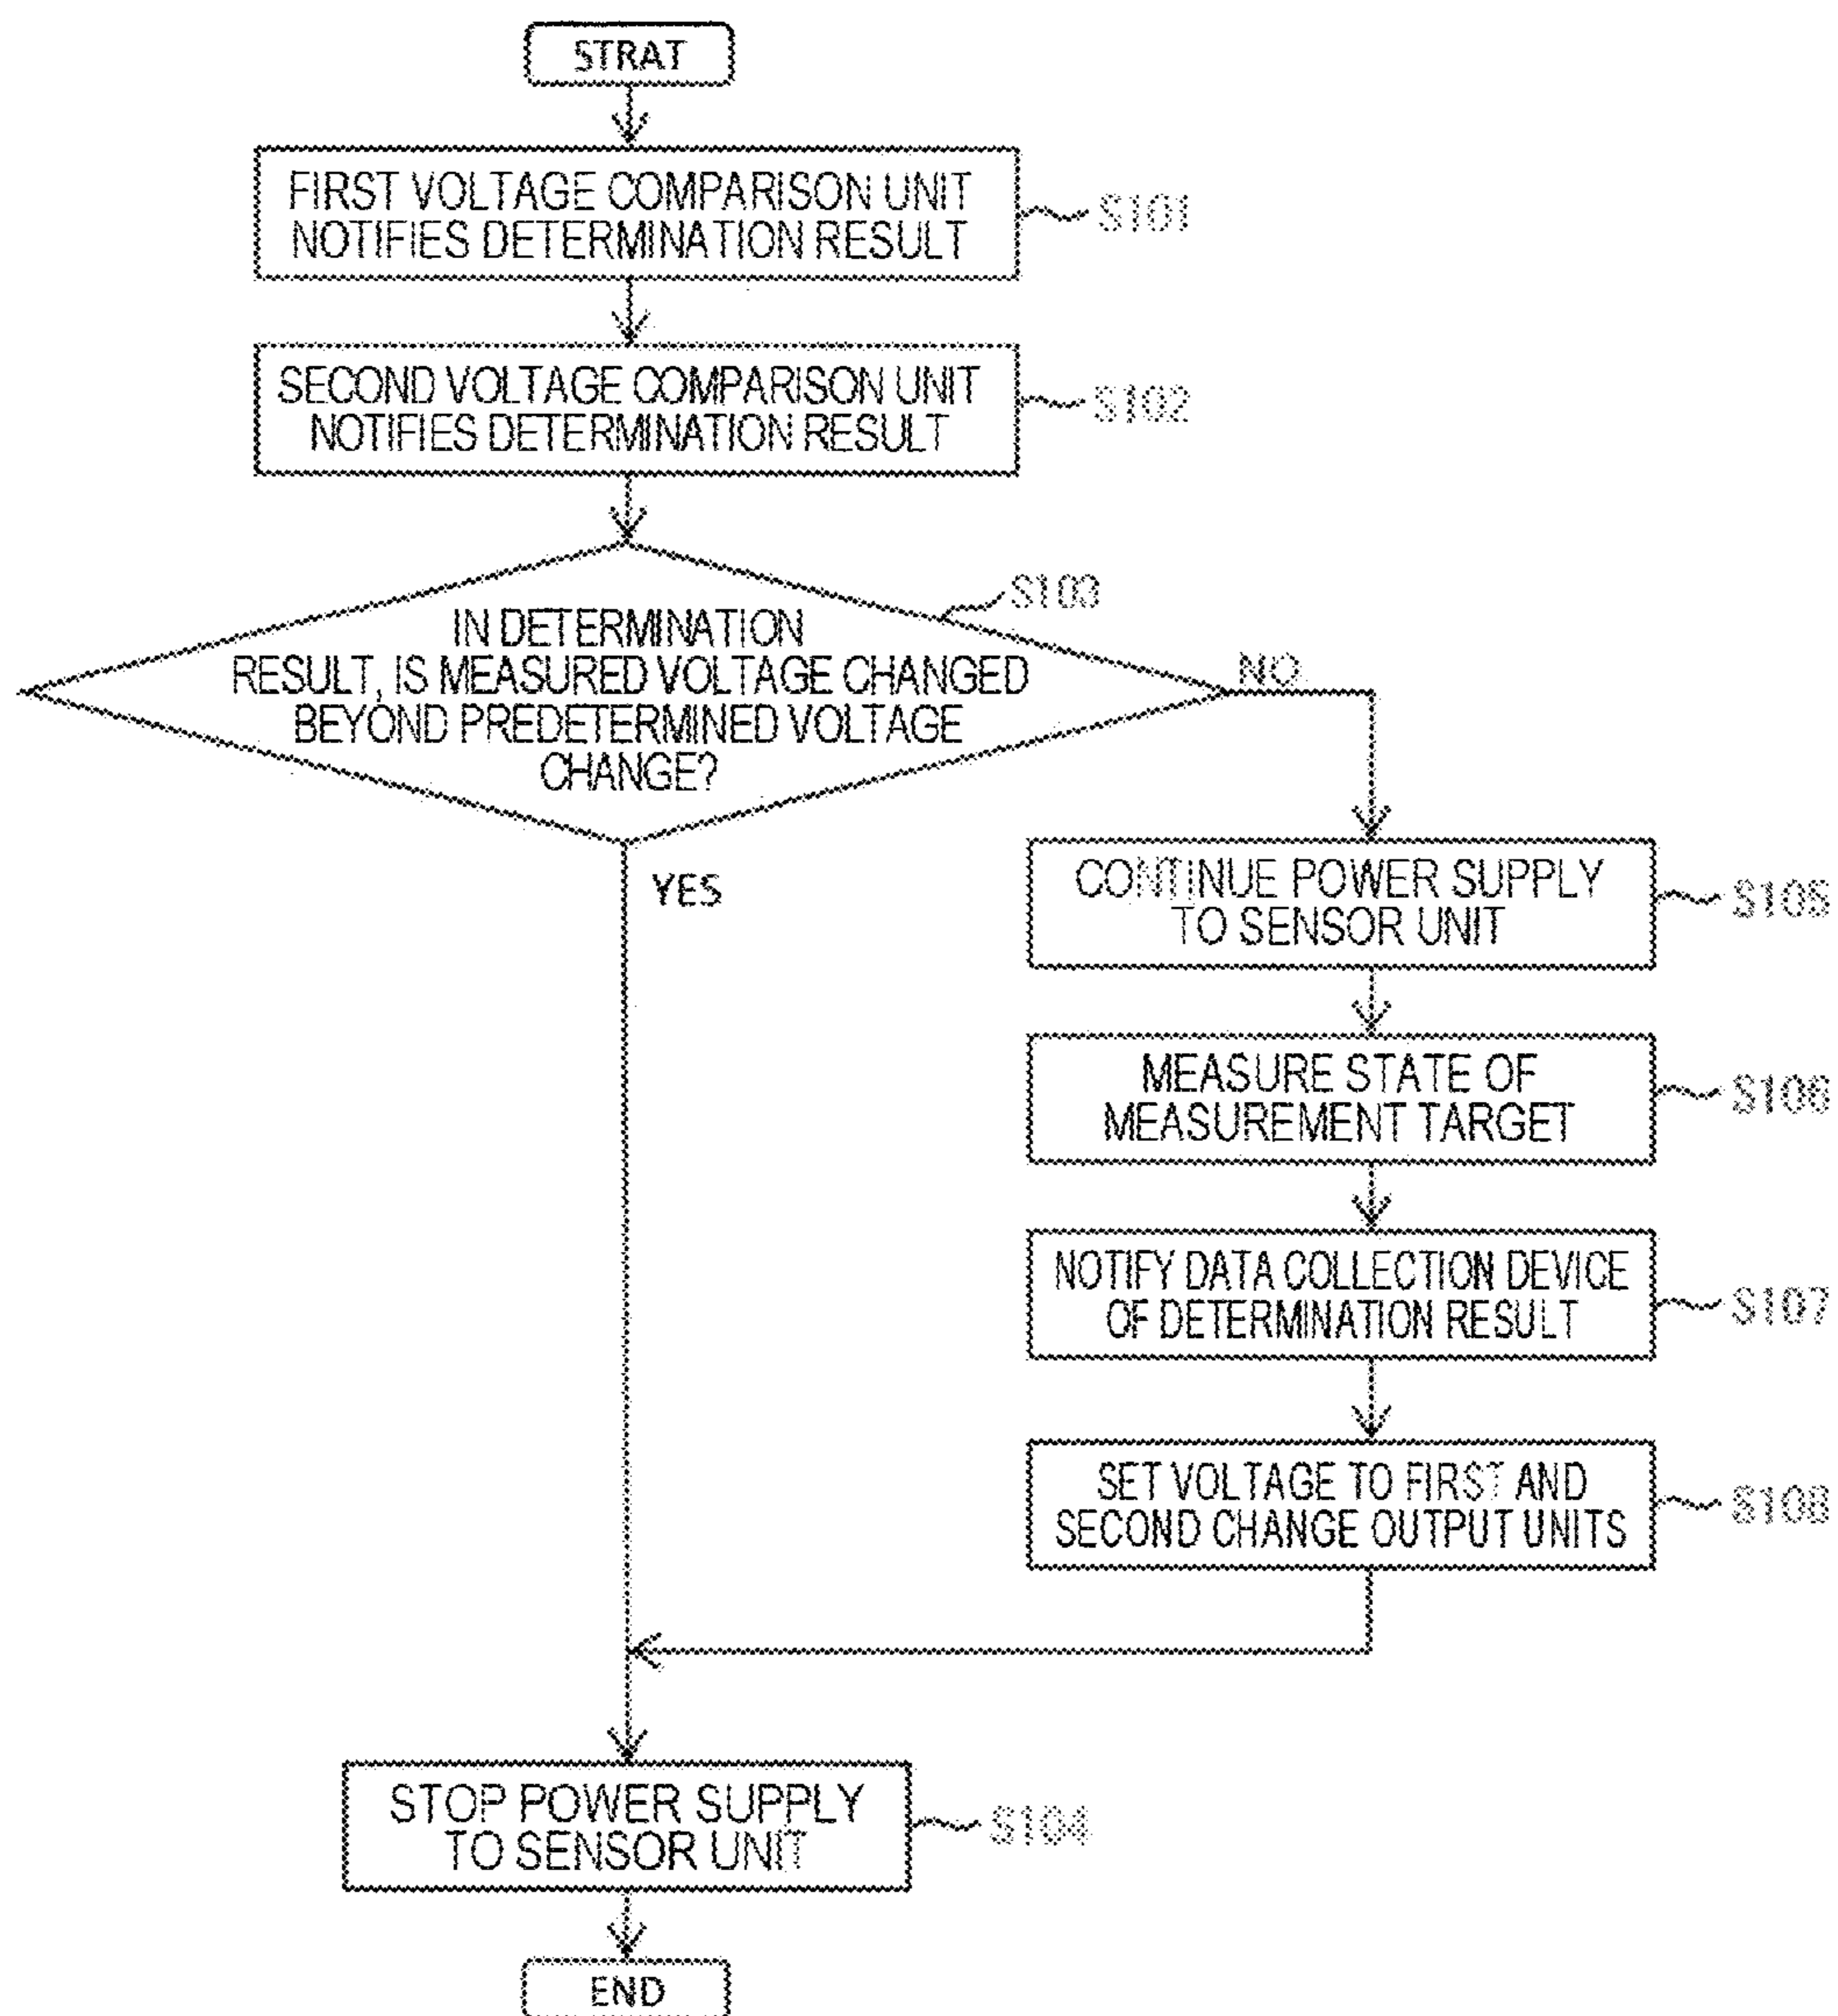 STRAT
FIRST VOLTAGE COMPARISON UNIT
NOTIFIES DETERMINATION RESULT
S101
SECOND VOLTAGE COMPARISON UNIT
NOTIFIES DETERMINATION RESULT
S102
S103
IN DETERMINATION
RESULT, IS MEASURED VOLTAGE CHANGED
BEYOND PREDETERMINED VOLTAGE
CHANGE?
NO
YES
CONTINUE POWER SUPPLY
TO SENSOR UNIT
S105
MEASURE STATE OF
MEASUREMENT TARGET
S106
NOTIFY DATA COLLECTION DEVICE
OF DETERMINATION RESULT
S107
SET VOLTAGE TO FIRST AND
SECOND CHANGE OUTPUT UNITS
S108
STOP POWER SUPPLY
TO SENSOR UNIT
S104
END